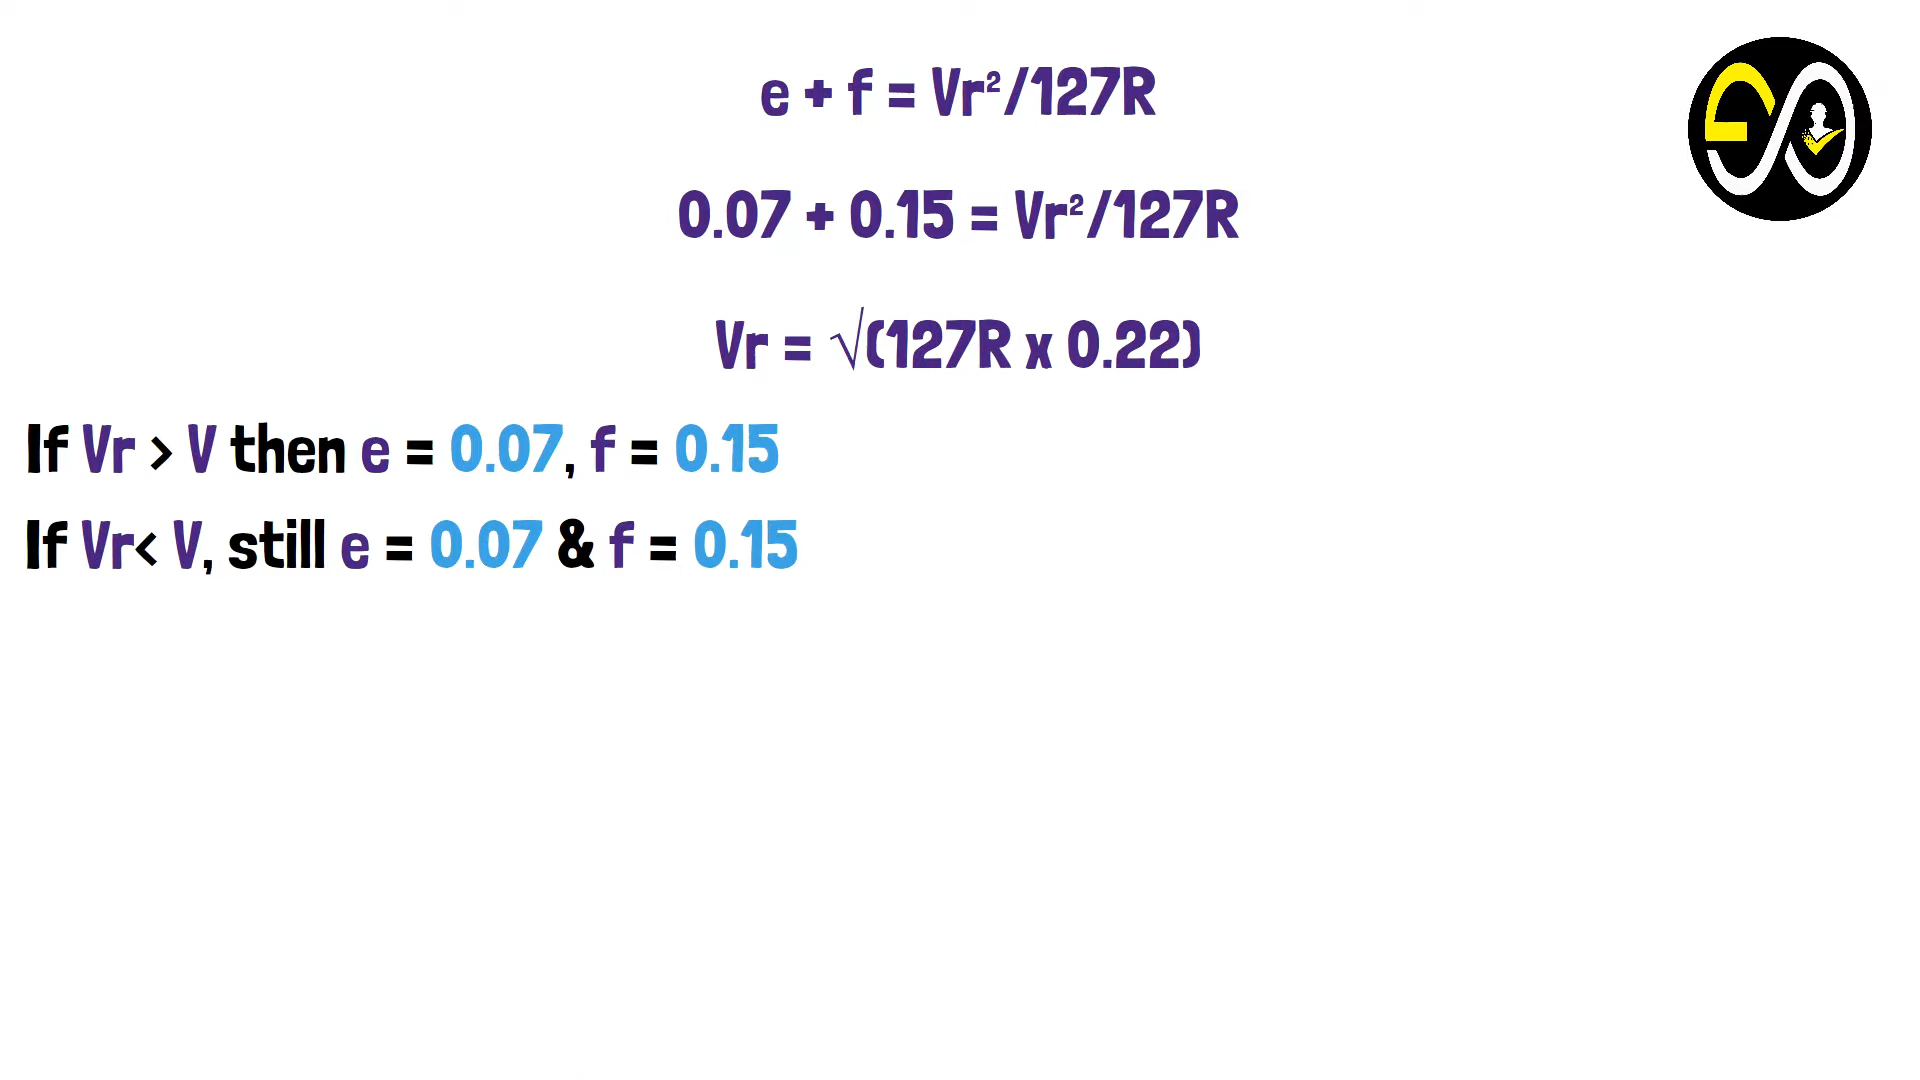 e + f = Vr²/127R
0.07 + 0.15 = Vr²/127R
Vr = √(127R x 0.22)
If Vr > V then e = 0.07, f = 0.15
If Vr< V, still e = 0.07 & f = 0.15